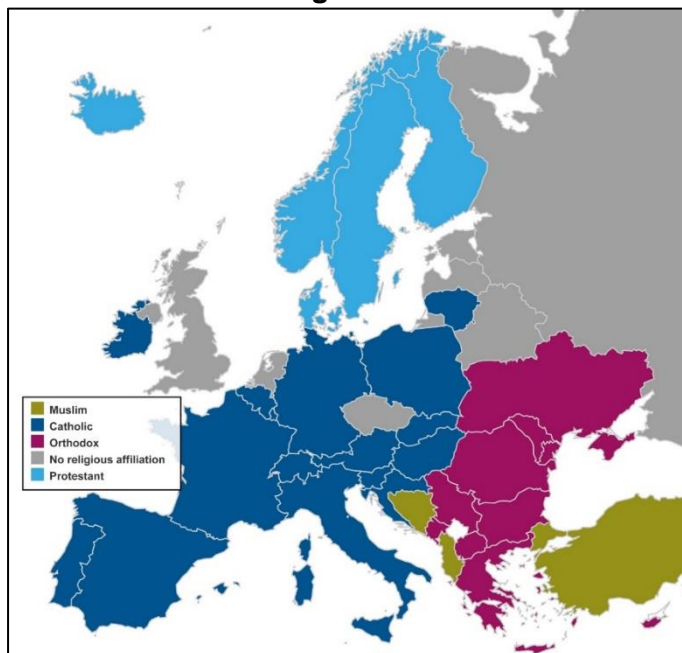 Muslim
Catholic
Orthodox
No religious affiliation
Protestant